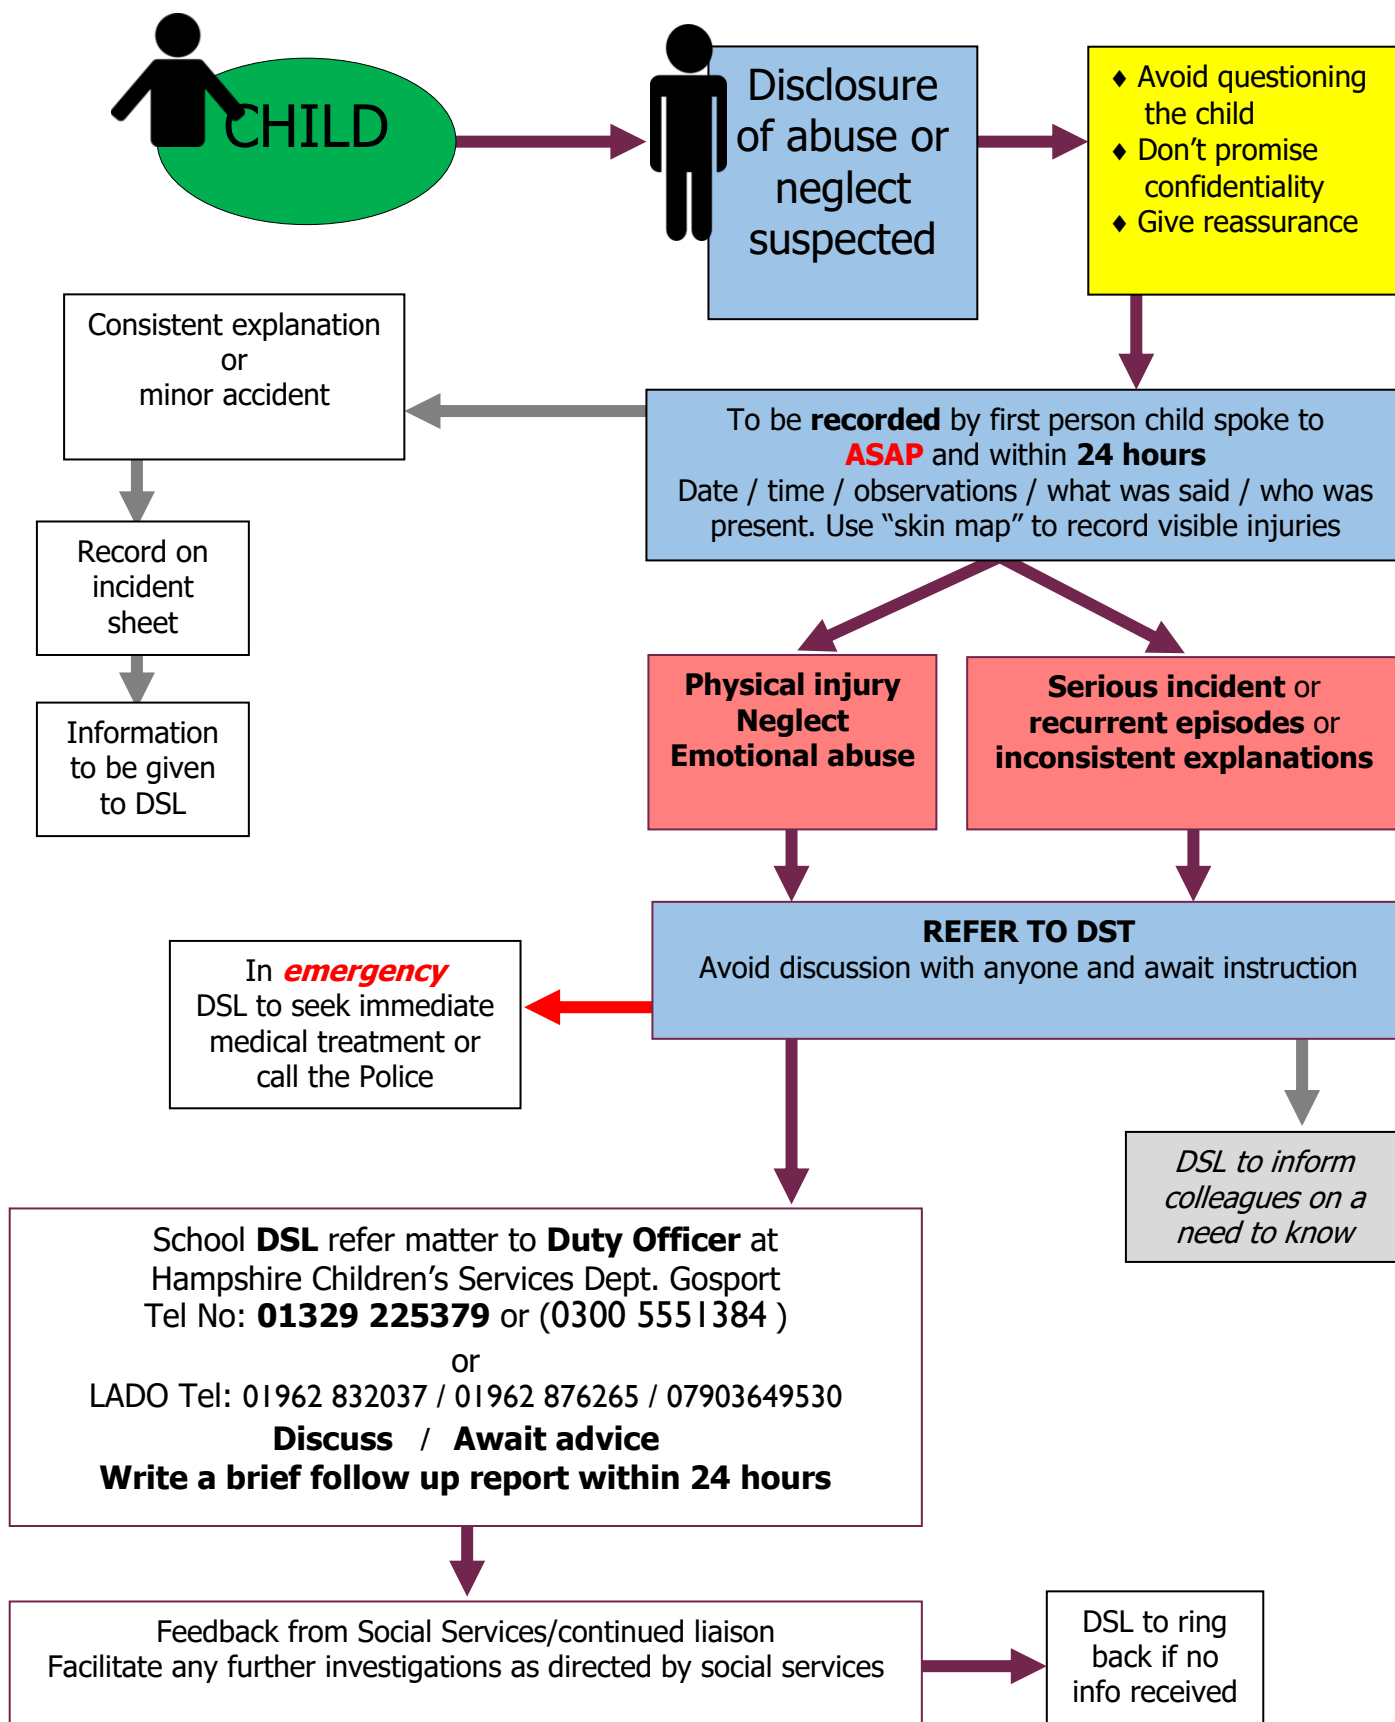 CHILD
Disclosure
of abuse or
neglect
suspected
♦ Avoid questioning
the child
♦ Don't promise
confidentiality
♦ Give reassurance
Consistent explanation
or
minor accident
To be recorded by first person child spoke to
ASAP and within 24 hours
Date / time / observations / what was said / who was
present. Use “skin map” to record visible injuries
Record on
incident
sheet
Information
to be given
to DSL
Physical injury
Neglect
Emotional abuse
Serious incident or
recurrent episodes or
inconsistent explanations
REFER TO DST
Avoid discussion with anyone and await instruction
In emergency
DSL to seek immediate
medical treatment or
call the Police
DSL to inform
colleagues on a
need to know
School DSL refer matter to Duty Officer at
Hampshire Children's Services Dept. Gosport
Tel No: 01329 225379 or (0300 5551384 )
or
LADO Tel: 01962 832037 / 01962 876265 / 07903649530
Discuss / Await advice
Write a brief follow up report within 24 hours
Feedback from Social Services/continued liaison
Facilitate any further investigations as directed by social services
DSL to ring
back if no
info received